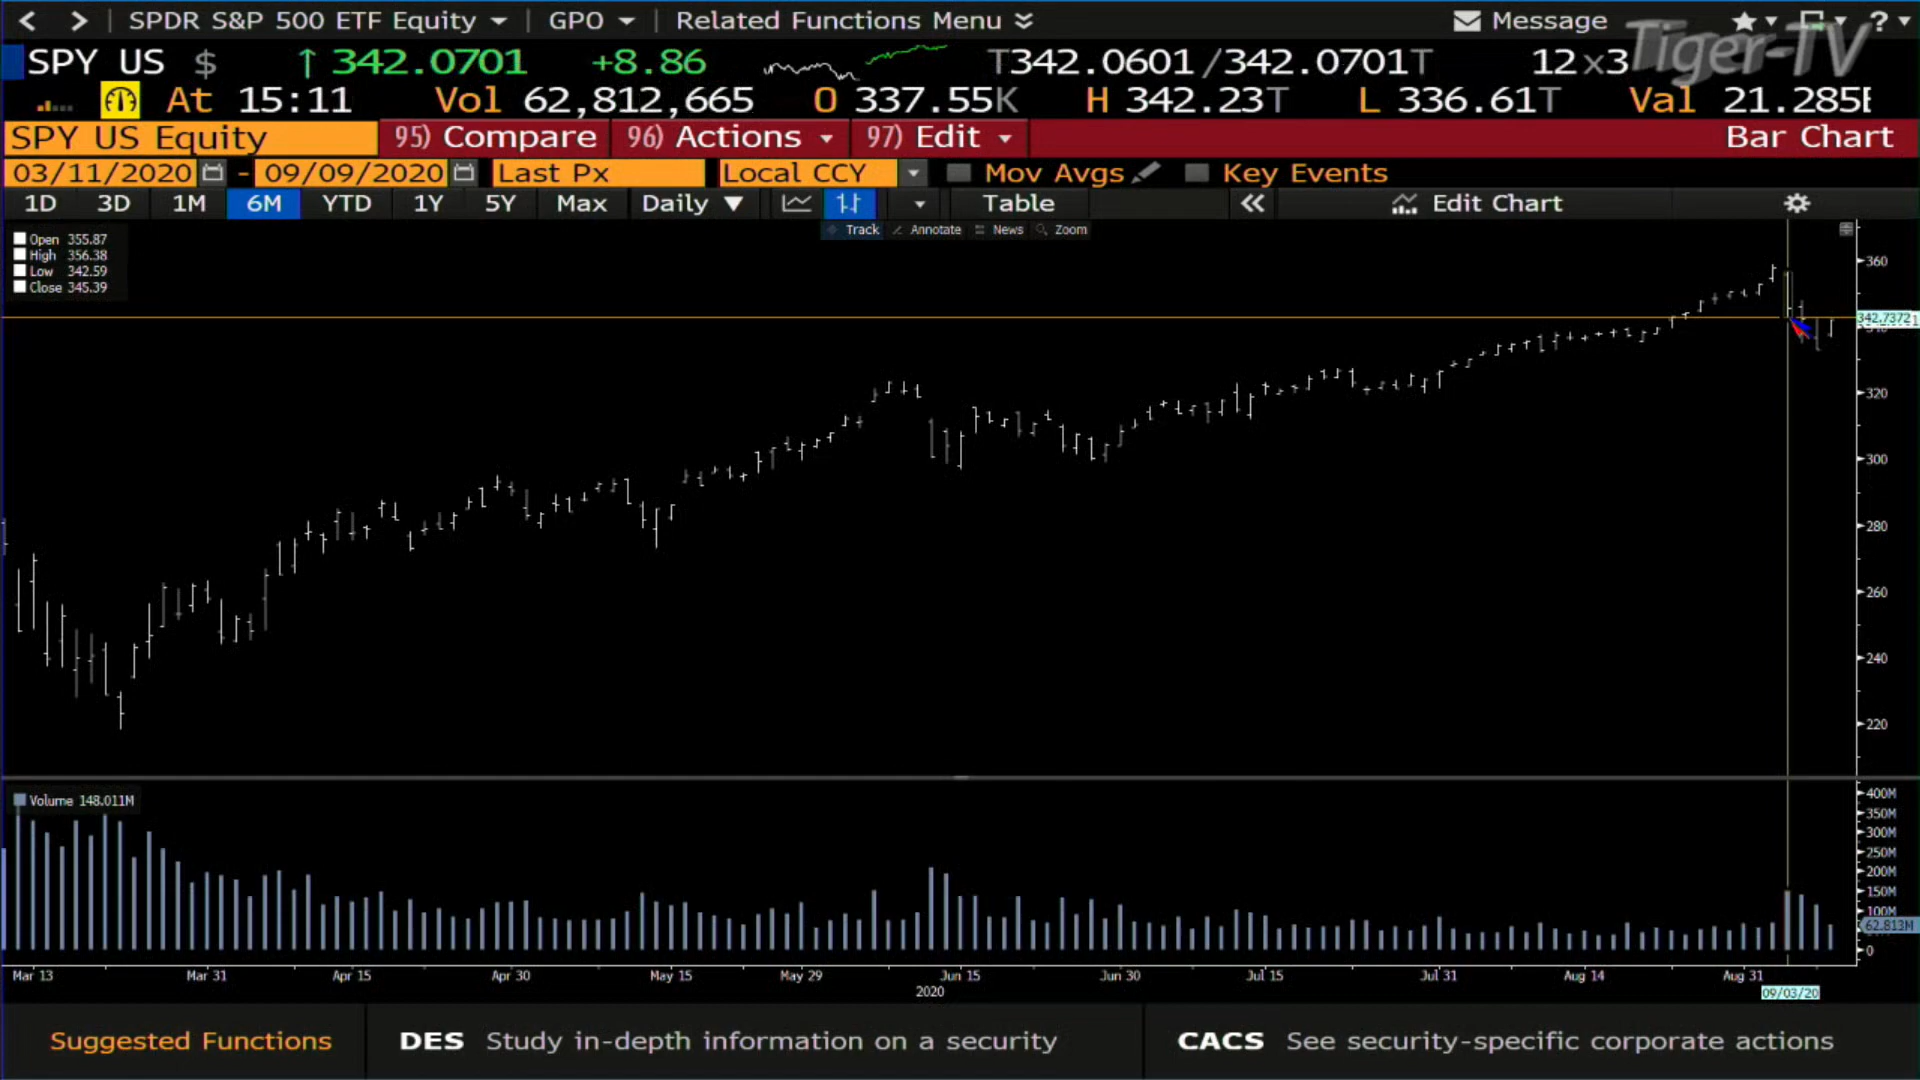 SPDR S&P 500 ETF Equity GPO Related Functions Menu Message ?
Tiger-TV
SPY US $ ↑ 342.0701 +8.86 T342.0601/342.0701T 12x3
At 15:11 Vol 62,812,665 O 337.55K H 342.23T L 336.61T Val 21.285
SPY US Equity 95) Compare 96) Actions 97) Edit Bar Chart
03/11/2020 - 09/09/2020 Last Px Local CCY Mov Avgs Key Events
1D 3D 1M 6M YTD 1Y 5Y Max Daily ▼ Table « Edit Chart
Track Annotate News Zoom
Open 355.87
High 356.38
Low 342.59
Close 345.39
360
342.7372
320
300
280
260
240
220
Volume 148.011M
400M
350M
300M
250M
200M
150M
100M
62.813M
0
Mar 13 Mar 31 Apr 15 Apr 30 May 15 May 29 Jun 15 Jun 30 Jul 15 Jul 31 Aug 14 Aug 31
2020 09/03/20
Suggested Functions DES Study in-depth information on a security CACS See security-specific corporate actions